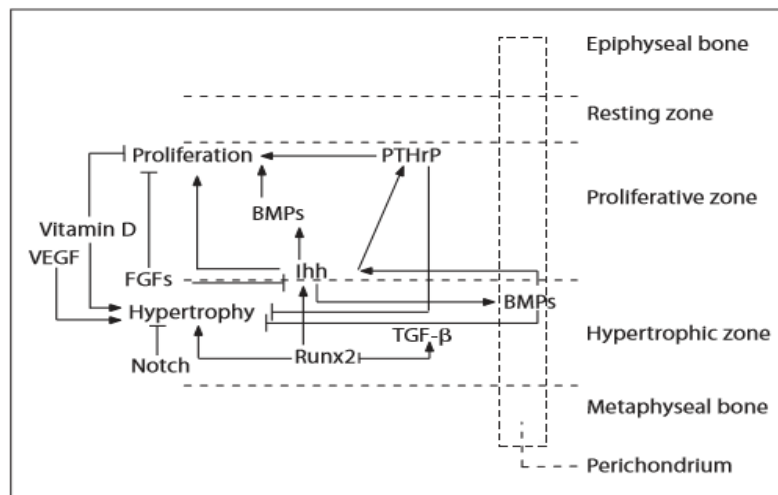 Epiphyseal bone
Resting zone
Proliferation PTHrP
Proliferative zone
BMPs
Vitamin D
VEGF
FGFs Ihh
Hypertrophy BMPs
TGF-β Hypertrophic zone
Notch Runx2
Metaphyseal bone
Perichondrium